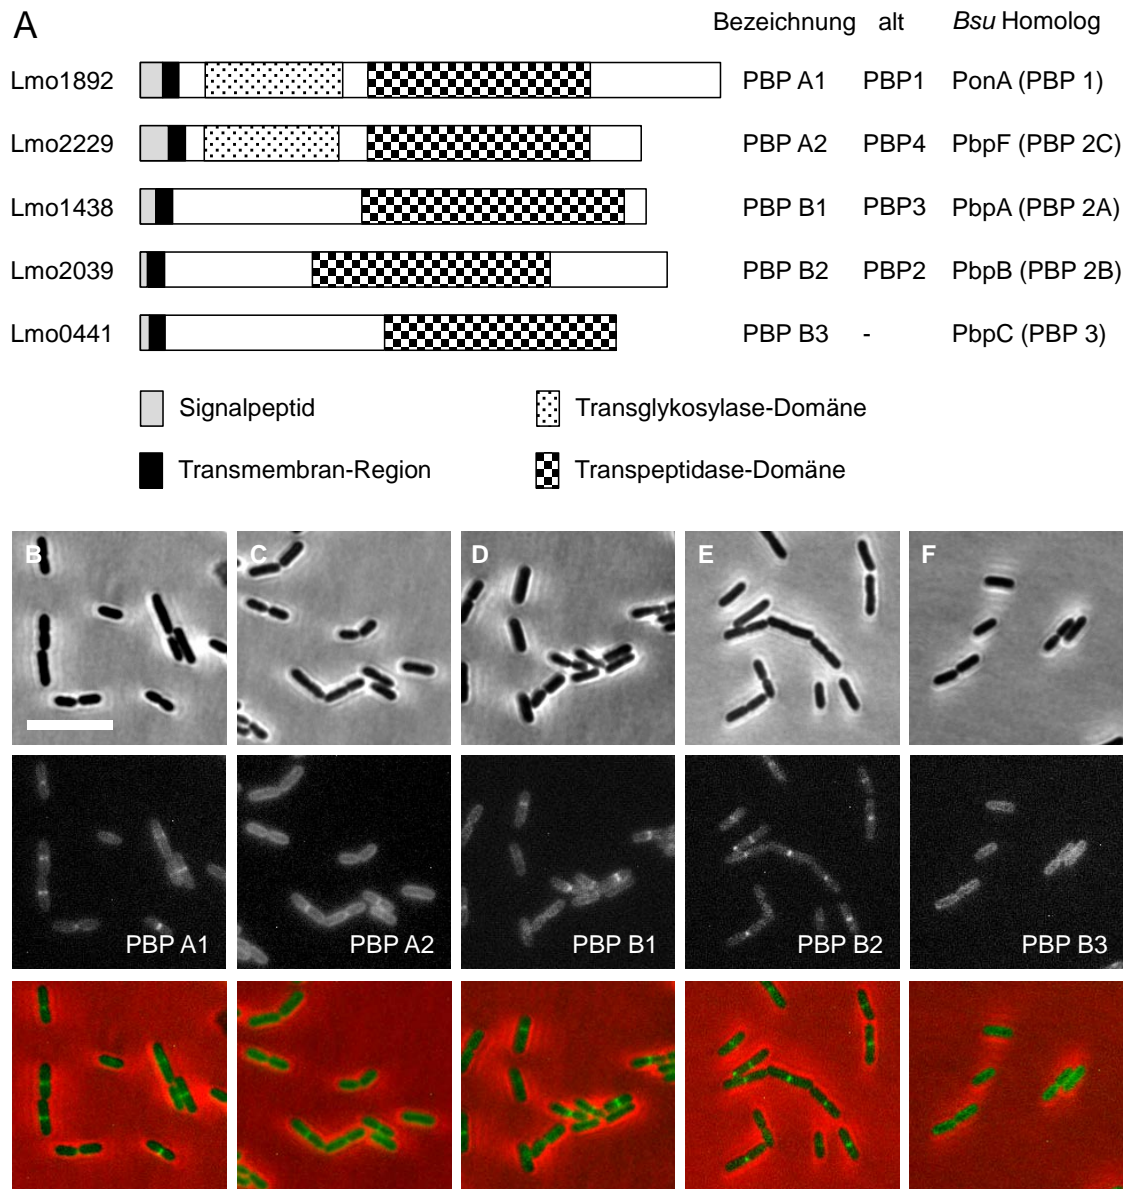 A Bezeichnung alt Bsu Homolog
Lmo1892 PBP A1 PBP1 PonA (PBP 1)
Lmo2229 PBP A2 PBP4 PbpF (PBP 2C)
Lmo1438 PBP B1 PBP3 PbpA (PBP 2A)
Lmo2039 PBP B2 PBP2 PbpB (PBP 2B)
Lmo0441 PBP B3 - PbpC (PBP 3)
Signalpeptid Transglykosylase-Domäne
Transmembran-Region Transpeptidase-Domäne
B C D E F
PBP A1 PBP A2 PBP B1 PBP B2 PBP B3